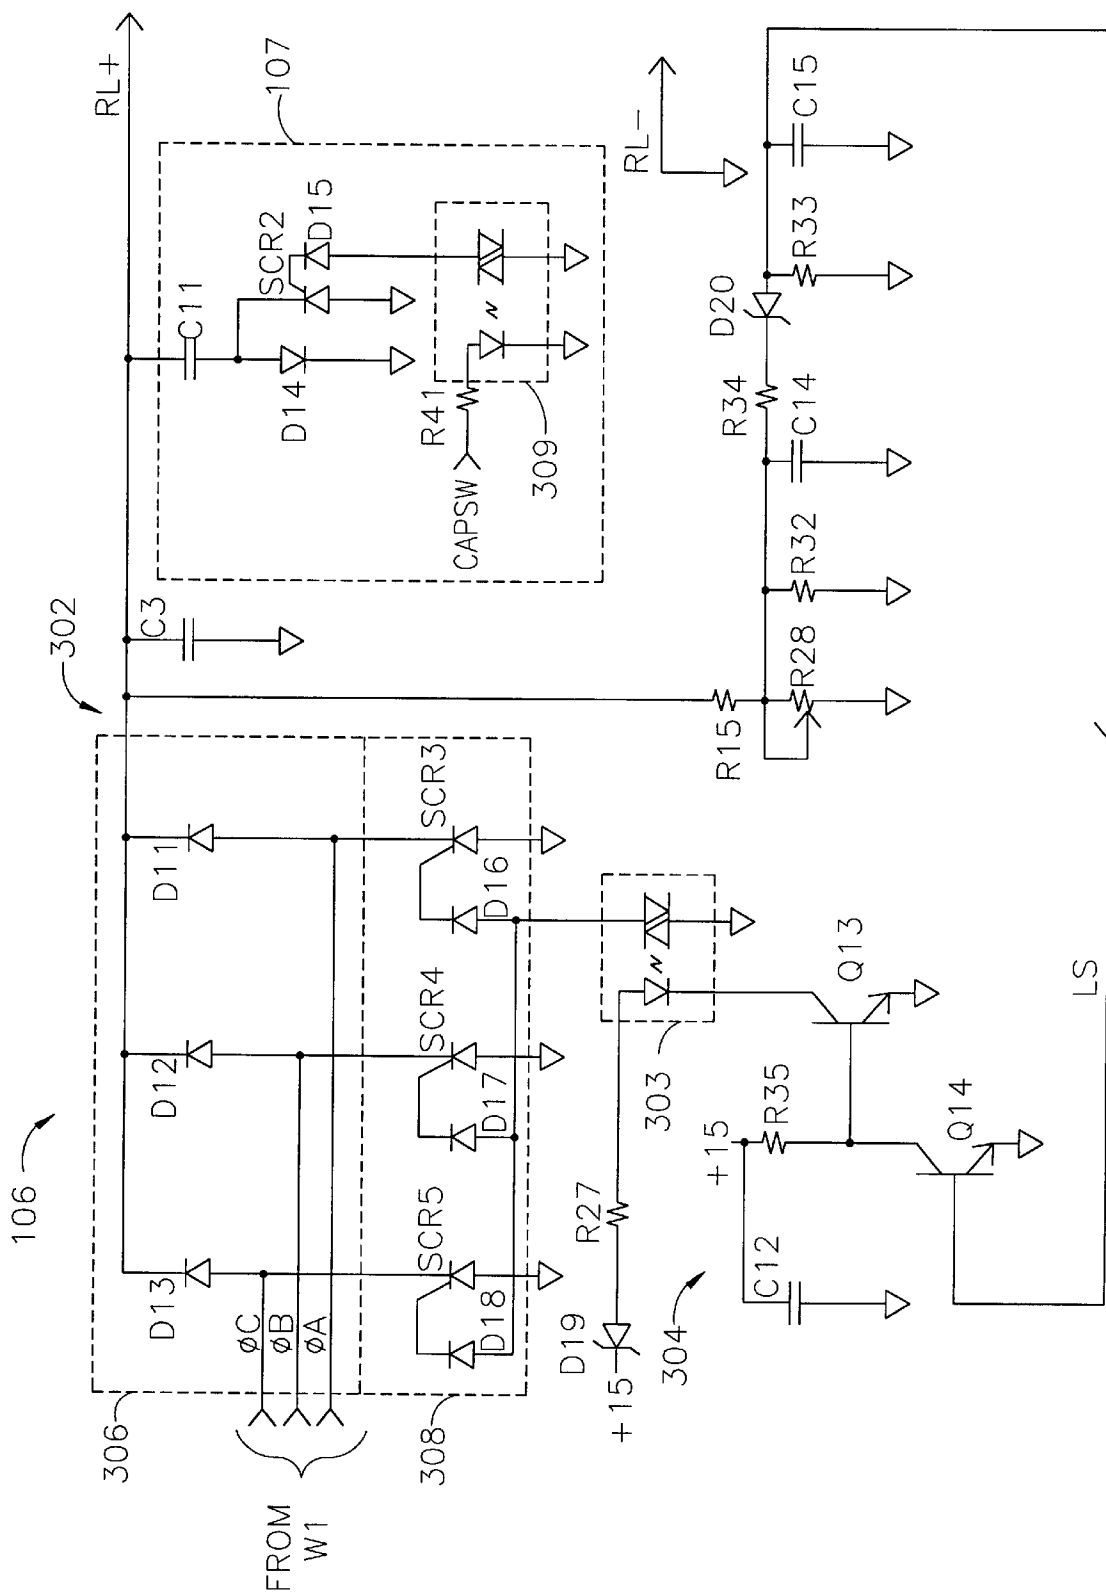 106
302
RL+
306
D13
D12
D11
C3
C11
107
øC
øB
øA
FROM
W1
D14
SCR2
D15
308
SCR5
SCR4
SCR3
D18
D17
D16
R41
CAPSW
309
RL-
D19
+15
R27
303
304
+15
C12
R35
Q13
Q14
LS
R15
R28
R32
R34
C14
D20
R33
C15